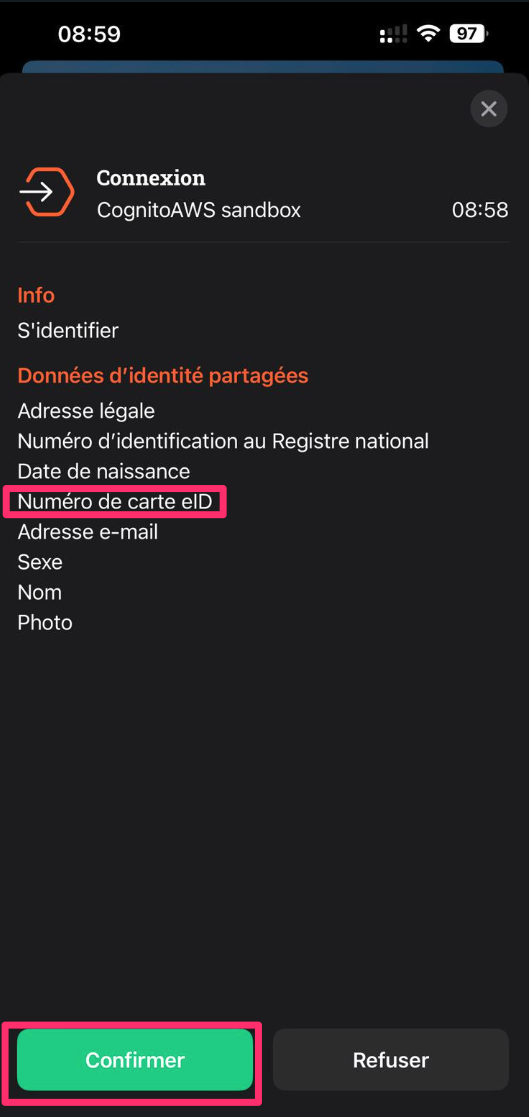 08:59
97
Connexion
CognitoAWS sandbox 08:58
Info
S'identifier
Données d’identité partagées
Adresse légale
Numéro d’identification au Registre national
Date de naissance
Numéro de carte eID
Adresse e-mail
Sexe
Nom
Photo
Confirmer Refuser